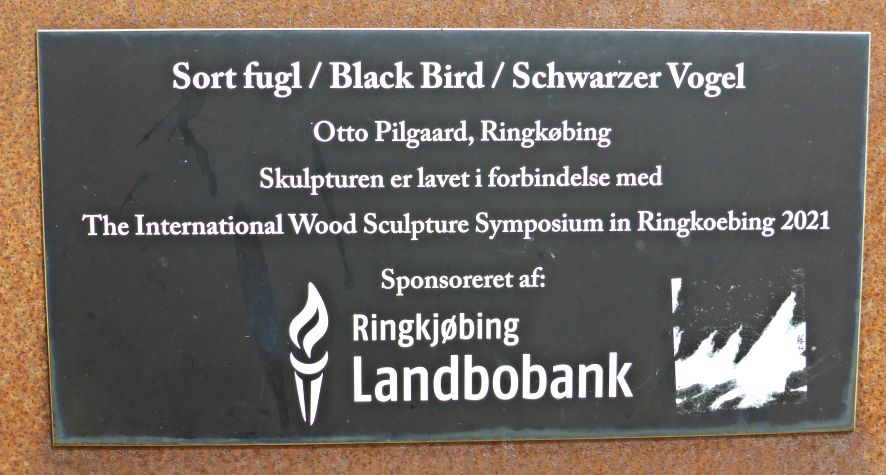 Sort fugl / Black Bird / Schwarzer Vogel
Otto Pilgaard, Ringkøbing
Skulpturen er lavet i forbindelse med
The International Wood Sculpture Symposium in Ringkoebing 2021
Sponsoreret af:
Ringkjøbing
Landbobank